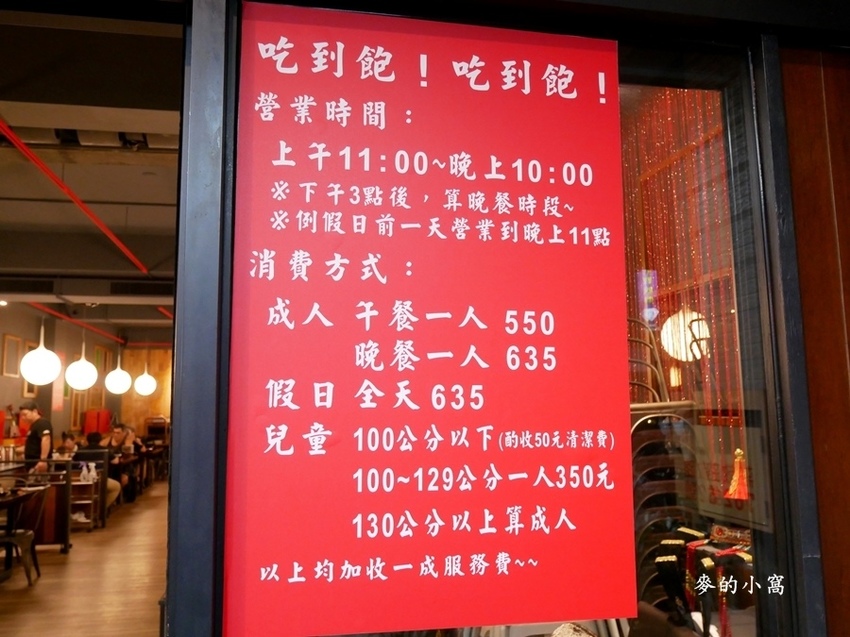 吃到飽！吃到飽！
營業時間：
上午11:00~晚上10:00
※下午3點後，算晚餐時段~
※倒假日前一天營業到晚上11點
消費方式：
成人 午餐一人 550
晚餐一人 635
假日 全天 635
兒童 100公分以下(酌收50元清潔費)
100~129公分一人350元
130公分以上算成人
以上均加收一成服務費~~
麥的小窩